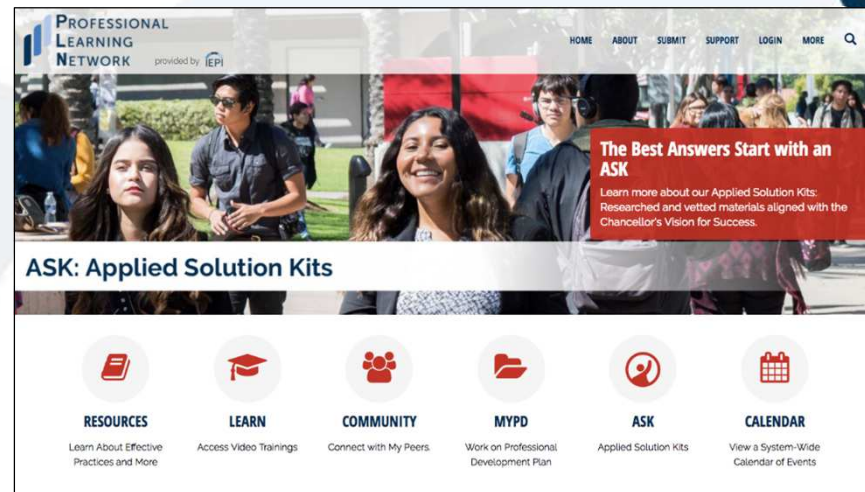 PROFESSIONAL
LEARNING
NETWORK provided by IEPI
HOME ABOUT SUBMIT SUPPORT LOGIN MORE
The Best Answers Start with an
ASK
Learn more about our Applied Solution Kits:
Researched and vetted materials aligned with the
Chancellor's Vision for Success.
ASK: Applied Solution Kits
RESOURCES
Learn About Effective
Practices and More
LEARN
Access Video Trainings
COMMUNITY
Connect with My Peers
MYPD
Work on Professional
Development Plan
ASK
Applied Solution Kits
CALENDAR
View a System-Wide
Calendar of Events